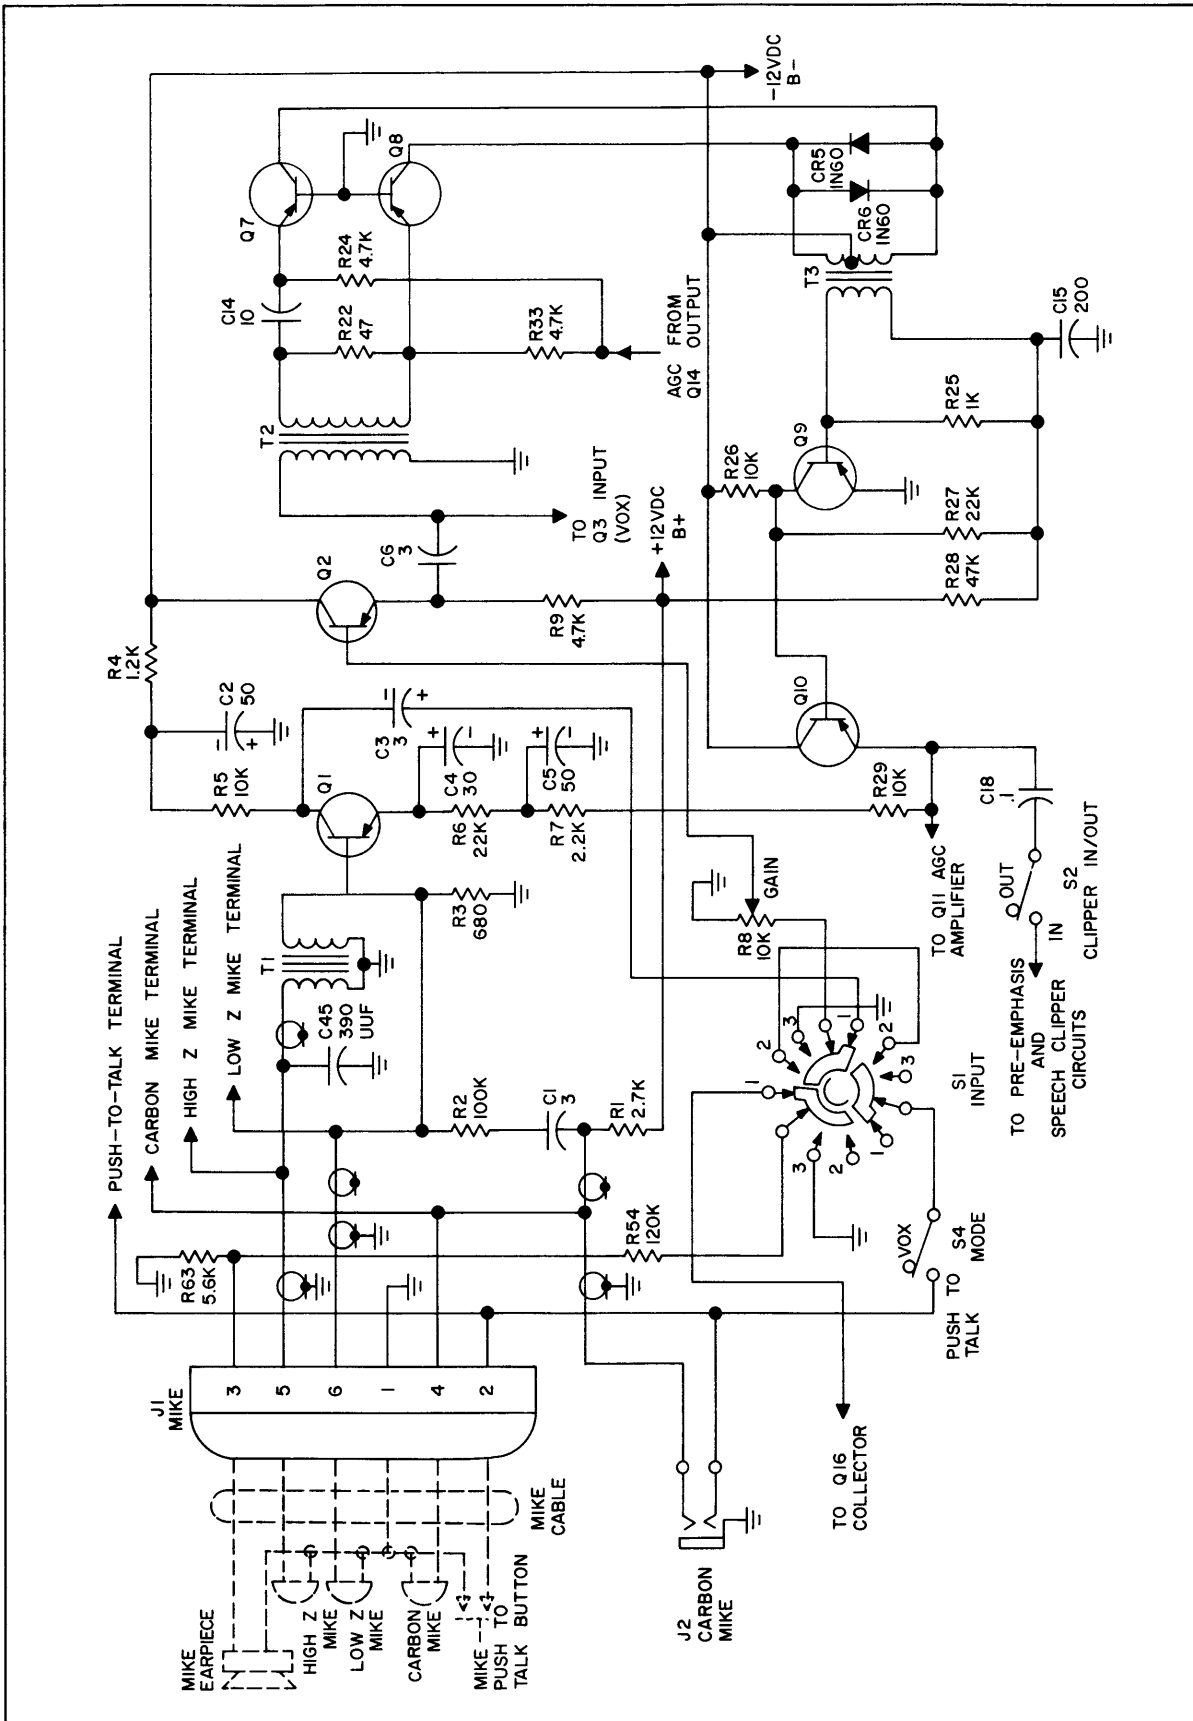 MIKE
EARPIECE
HIGH Z
MIKE
LOW Z
MIKE
CARBON
MIKE
MIKE
PUSH TO
TALK BUTTON
MIKE
CABLE
J1
MIKE
3
5
6
1
4
2
J2
CARBON
MIKE
PUSH-TO-TALK TERMINAL
CARBON MIKE TERMINAL
HIGH Z MIKE TERMINAL
LOW Z MIKE TERMINAL
R63
5.6K
R54
120K
C45
390
UUF
T1
R2
100K
C1
3
R1
2.7K
R3
680
R4
1.2K
C2
50
R5
10K
Q1
C3
3
-
+
C4
30
+
-
R6
22K
C5
50
+
-
R7
2.2K
R29
10K
Q2
C6
3
R9
4.7K
+12VDC
B+
TO
Q3 INPUT
(VOX)
T2
C14
10
R22
47
R24
4.7K
R33
4.7K
AGC FROM
Q14 OUTPUT
Q7
Q8
-12VDC
B-
CR5
1N60
CR6
1N60
T3
C15
200
R25
1K
Q9
R26
10K
R27
22K
R28
47K
Q10
C18
.1
TO Q11 AGC
AMPLIFIER
OUT
IN
S2
CLIPPER IN/OUT
TO PRE-EMPHASIS
AND
SPEECH CLIPPER
CIRCUITS
GAIN
R8
10K
S1
INPUT
1
2
3
1
2
3
1
2
3
VOX
S4
MODE
PUSH TO
TALK
TO Q16
COLLECTOR